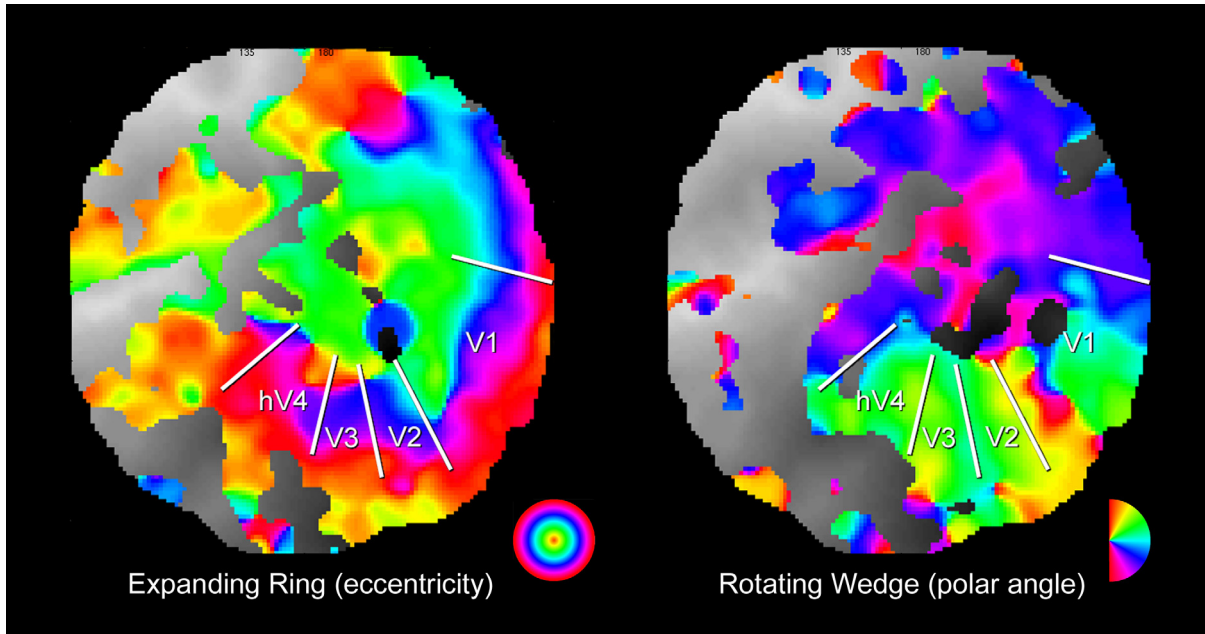 135 180
135 180
V1
hV4
V3 V2
V1
hV4
V3 V2
Expanding Ring (eccentricity)
Rotating Wedge (polar angle)